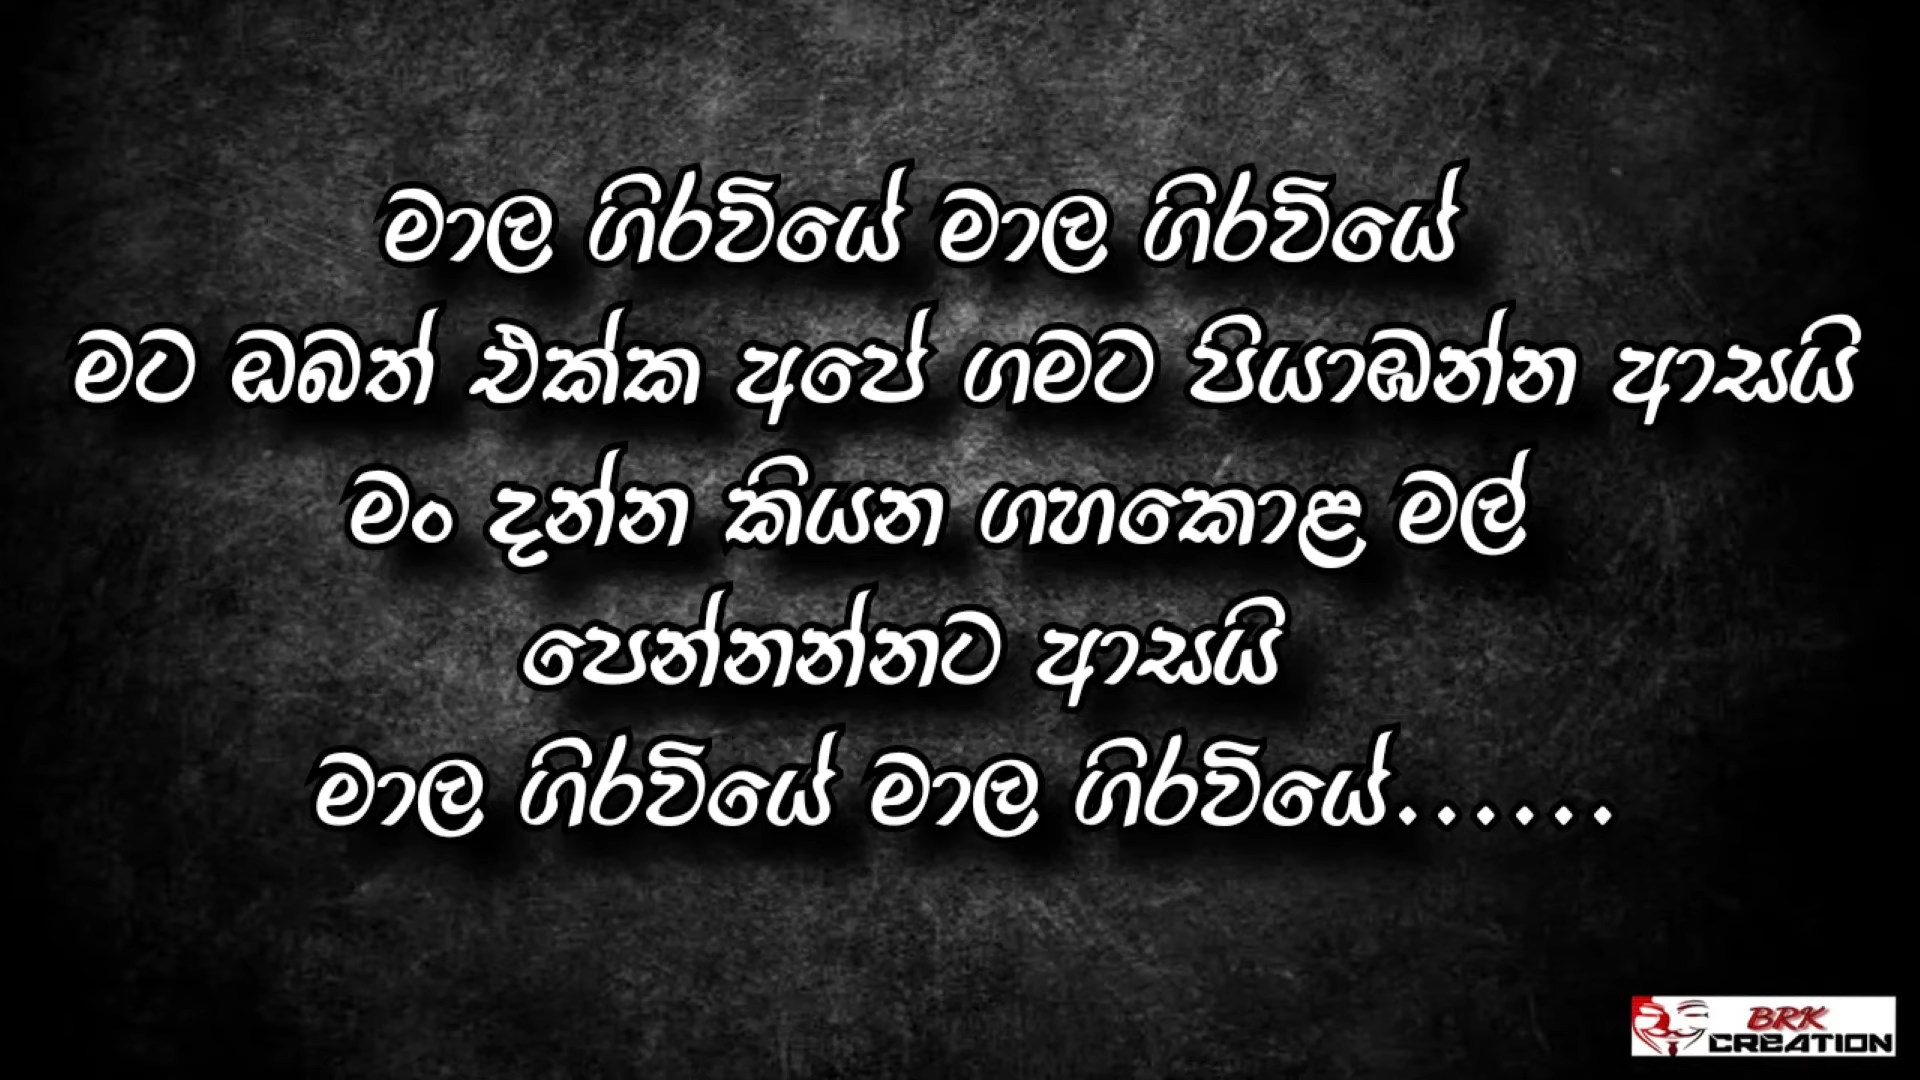 මාල ගිරවියේ මාල ගිරවියේ
මට ඔබත් එක්ක අපේ ගමට පියාඹන්න ආසයි
මං දන්න කියන ගහකොළ මල්
පෙන්නන්නට ආසයි
මාල ගිරවියේ මාල ගිරවියේ......
BRK
CREATION